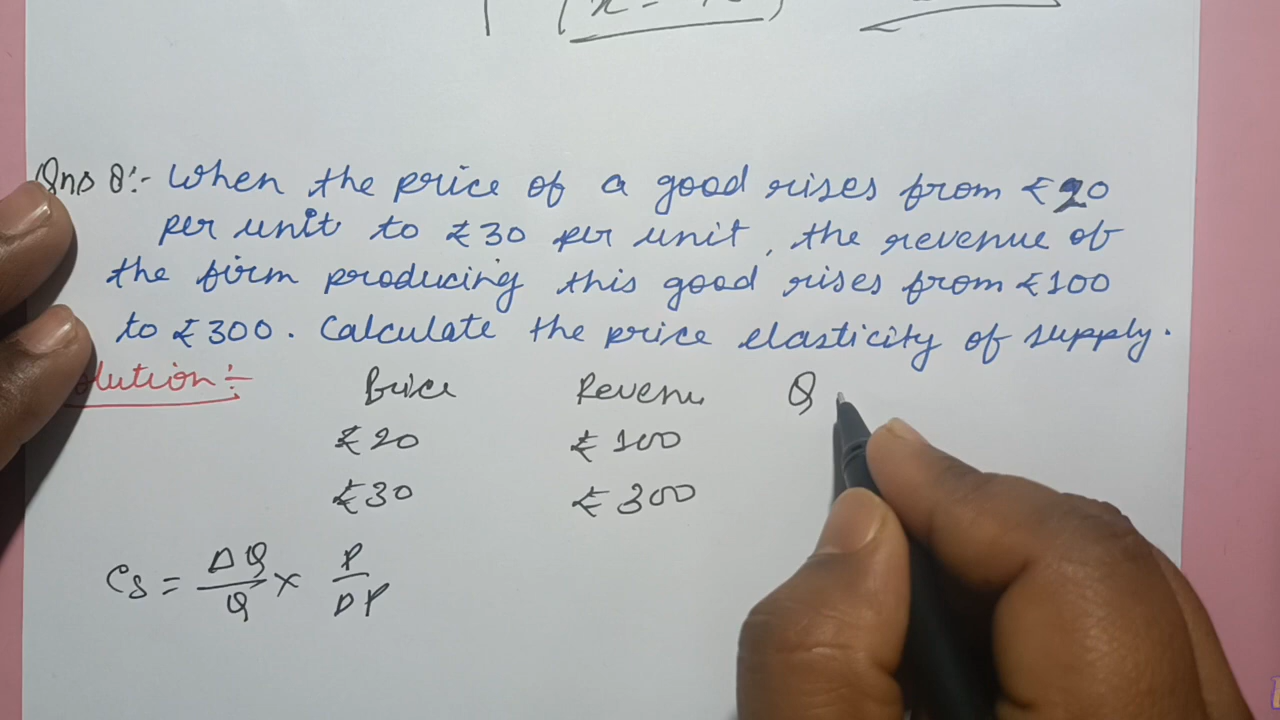 Qns 8:- When the price of a good rises from ₹20
per unit to ₹30 per unit, the revenue of
the firm producing this good rises from ₹100
to ₹300. Calculate the price elasticity of supply.
olution:-
Price Revenu Q
₹20 ₹100
₹30 ₹300
es = ΔQ/Q × P/ΔP